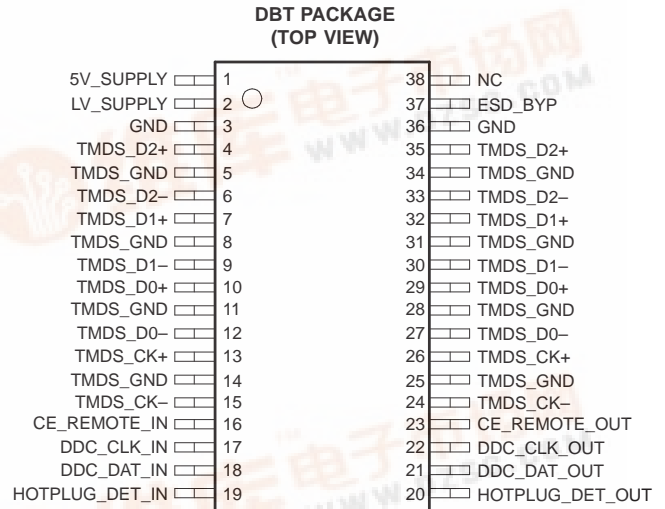 DBT PACKAGE
(TOP VIEW)
5V_SUPPLY 1 38 NC
LV_SUPPLY 2 37 ESD_BYP
GND 3 36 GND
TMDS_D2+ 4 35 TMDS_D2+
TMDS_GND 5 34 TMDS_GND
TMDS_D2– 6 33 TMDS_D2–
TMDS_D1+ 7 32 TMDS_D1+
TMDS_GND 8 31 TMDS_GND
TMDS_D1– 9 30 TMDS_D1–
TMDS_D0+ 10 29 TMDS_D0+
TMDS_GND 11 28 TMDS_GND
TMDS_D0– 12 27 TMDS_D0–
TMDS_CK+ 13 26 TMDS_CK+
TMDS_GND 14 25 TMDS_GND
TMDS_CK– 15 24 TMDS_CK–
CE_REMOTE_IN 16 23 CE_REMOTE_OUT
DDC_CLK_IN 17 22 DDC_CLK_OUT
DDC_DAT_IN 18 21 DDC_DAT_OUT
HOTPLUG_DET_IN 19 20 HOTPLUG_DET_OUT